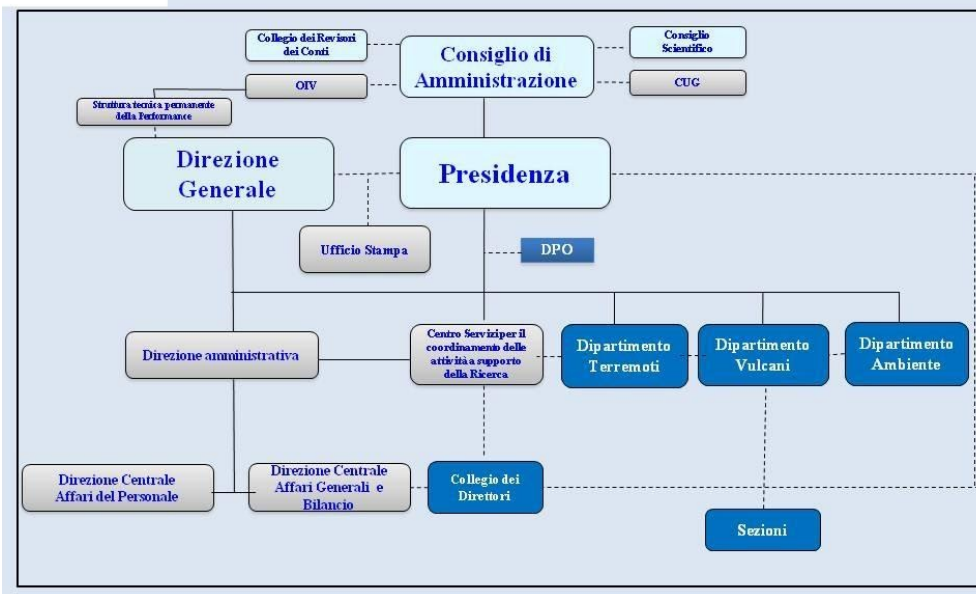 Collegio dei Revisori
dei Conti
Consiglio di
Amministrazione
Consiglio
Scientifico
OIV
CUG
Struttura tecnica permanente
della Performance
Direzione
Generale
Presidenza
Ufficio Stampa
DPO
Direzione amministrativa
Centro Serviziper il
coordinamento delle
attività a supporto
della Ricerca
Dipartimento
Terremoti
Dipartimento
Vulcani
Dipartimento
Ambiente
Direzione Centrale
Affari del Personale
Direzione Centrale
Affari Generali e
Bilancio
Collegio dei
Direttori
Sezioni